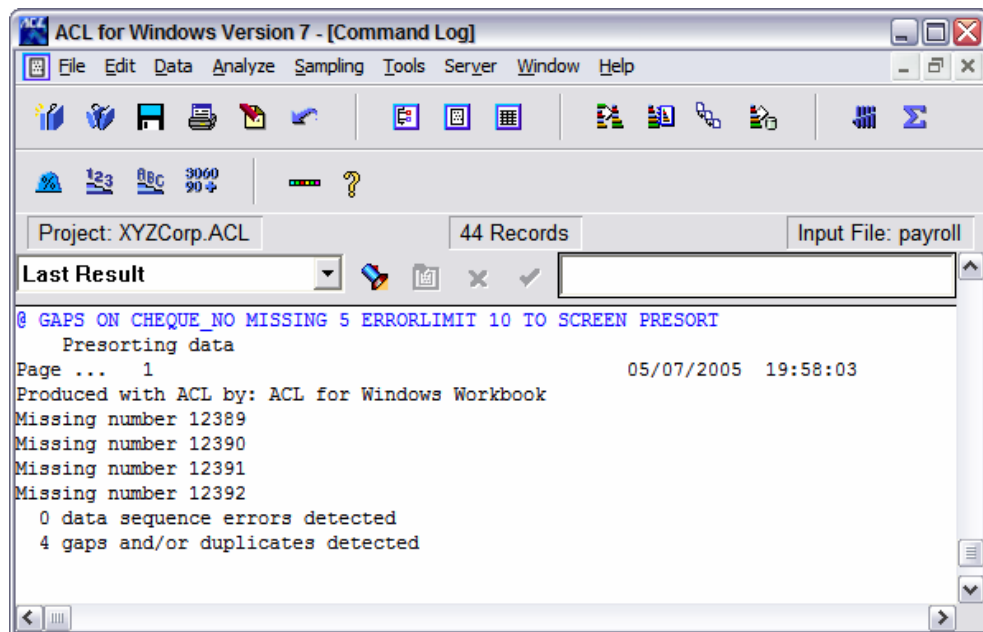 ACL for Windows Version 7 - [Command Log]
File Edit Data Analyze Sampling Tools Server Window Help
% 123 ABC 3060 90+ ?
Project: XYZCorp.ACL 44 Records Input File: payroll
Last Result
@ GAPS ON CHEQUE_NO MISSING 5 ERRORLIMIT 10 TO SCREEN PRESORT
Presorting data
Page ... 1 05/07/2005 19:58:03
Produced with ACL by: ACL for Windows Workbook
Missing number 12389
Missing number 12390
Missing number 12391
Missing number 12392
0 data sequence errors detected
4 gaps and/or duplicates detected